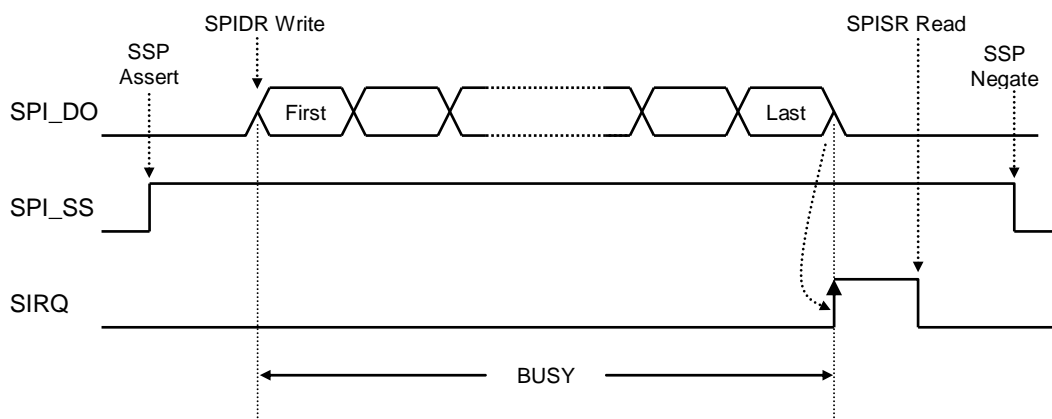 SPIDR Write
SPISR Read
SSP
Assert
SSP
Negate
SPI_DO
First
Last
SPI_SS
SIRQ
BUSY